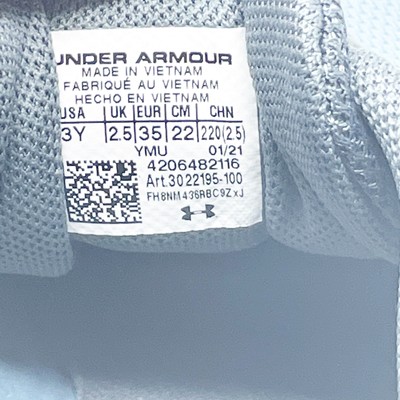 UNDER ARMOUR
MADE IN VIETNAM
FABRIQUÉ AU VIETNAM
HECHO EN VIETNAM
USA UK EUR CM CHN
3Y 2.5 35 22 220(2.5)
YMU 01/21
4206482116
Art.3022195-100
FH8NM436RBC9ZxJ